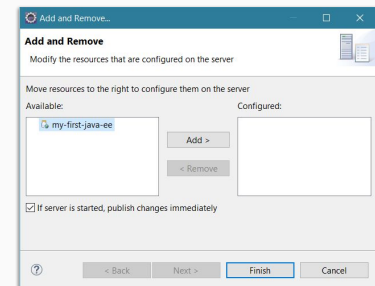 Add and Remove...
Add and Remove
Modify the resources that are configured on the server
Move resources to the right to configure them on the server
Available:
Configured:
my-first-java-ee
Add >
< Remove
If server is started, publish changes immediately
< Back
Next >
Finish
Cancel